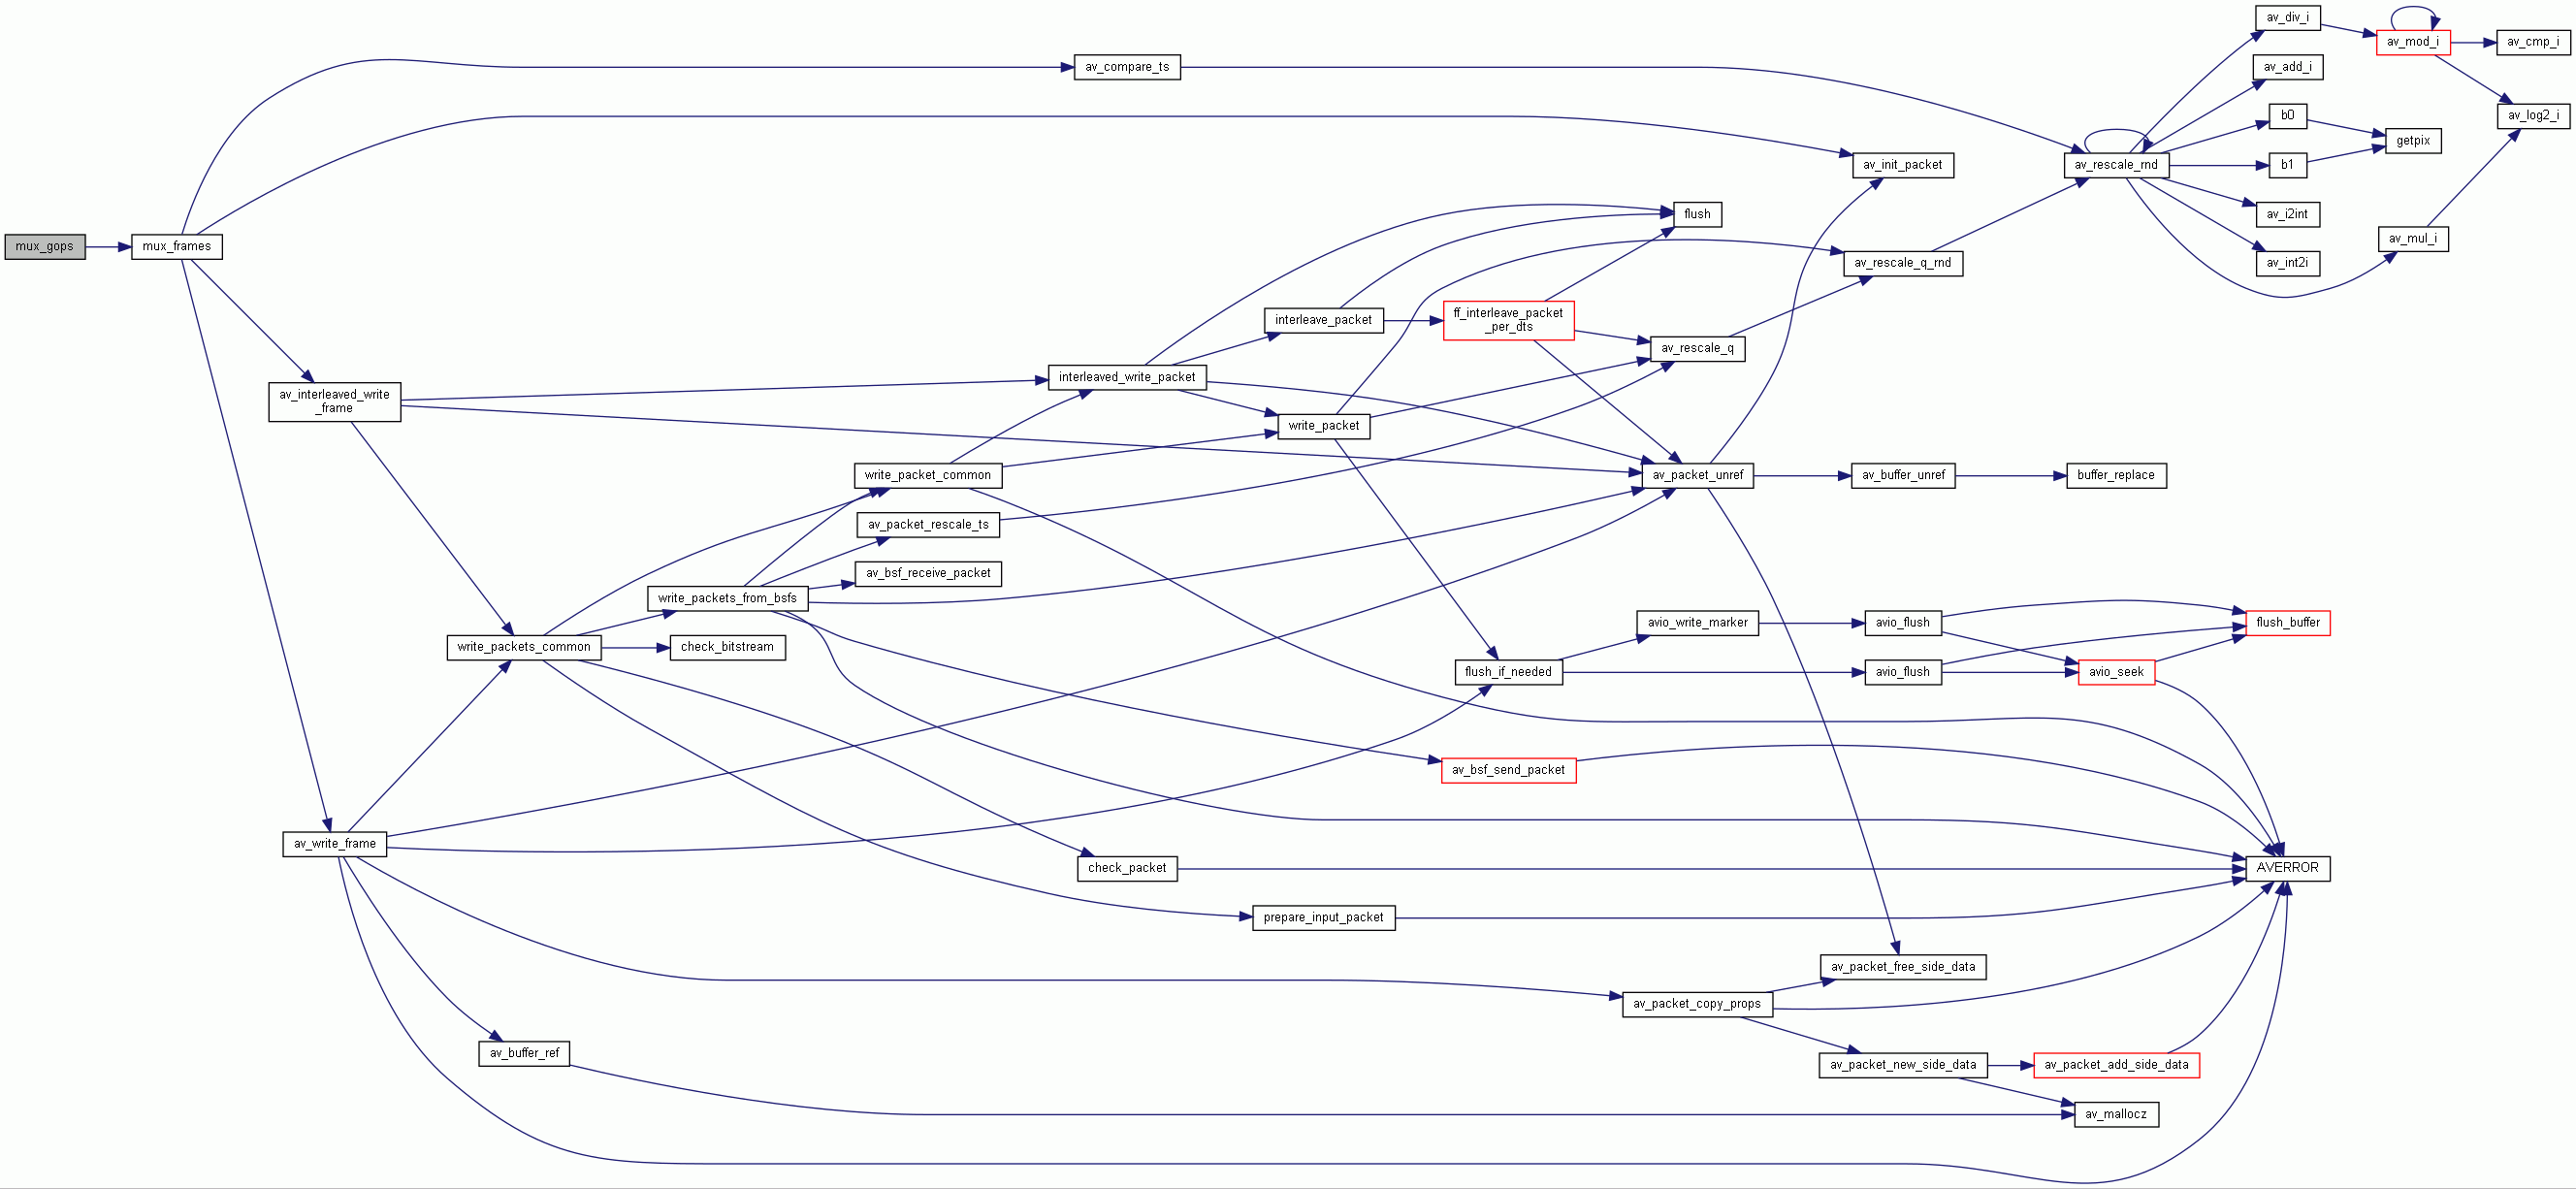 mux_gops
mux_frames
av_compare_ts
av_init_packet
av_interleaved_write
_frame
av_write_frame
write_packets_common
av_buffer_ref
write_packets_from_bsfs
check_bitstream
write_packet_common
av_packet_rescale_ts
av_bsf_receive_packet
interleaved_write_packet
check_packet
prepare_input_packet
interleave_packet
write_packet
ff_interleave_packet
_per_dts
flush_if_needed
av_bsf_send_packet
flush
av_rescale_q
av_packet_unref
avio_write_marker
av_packet_copy_props
av_rescale_q_rnd
av_buffer_unref
avio_flush
avio_flush
av_packet_free_side_data
av_packet_new_side_data
av_rescale_rnd
buffer_replace
avio_seek
av_packet_add_side_data
av_mallocz
av_div_i
av_add_i
b0
b1
av_i2int
av_int2i
flush_buffer
AVERROR
av_mod_i
getpix
av_mul_i
av_cmp_i
av_log2_i